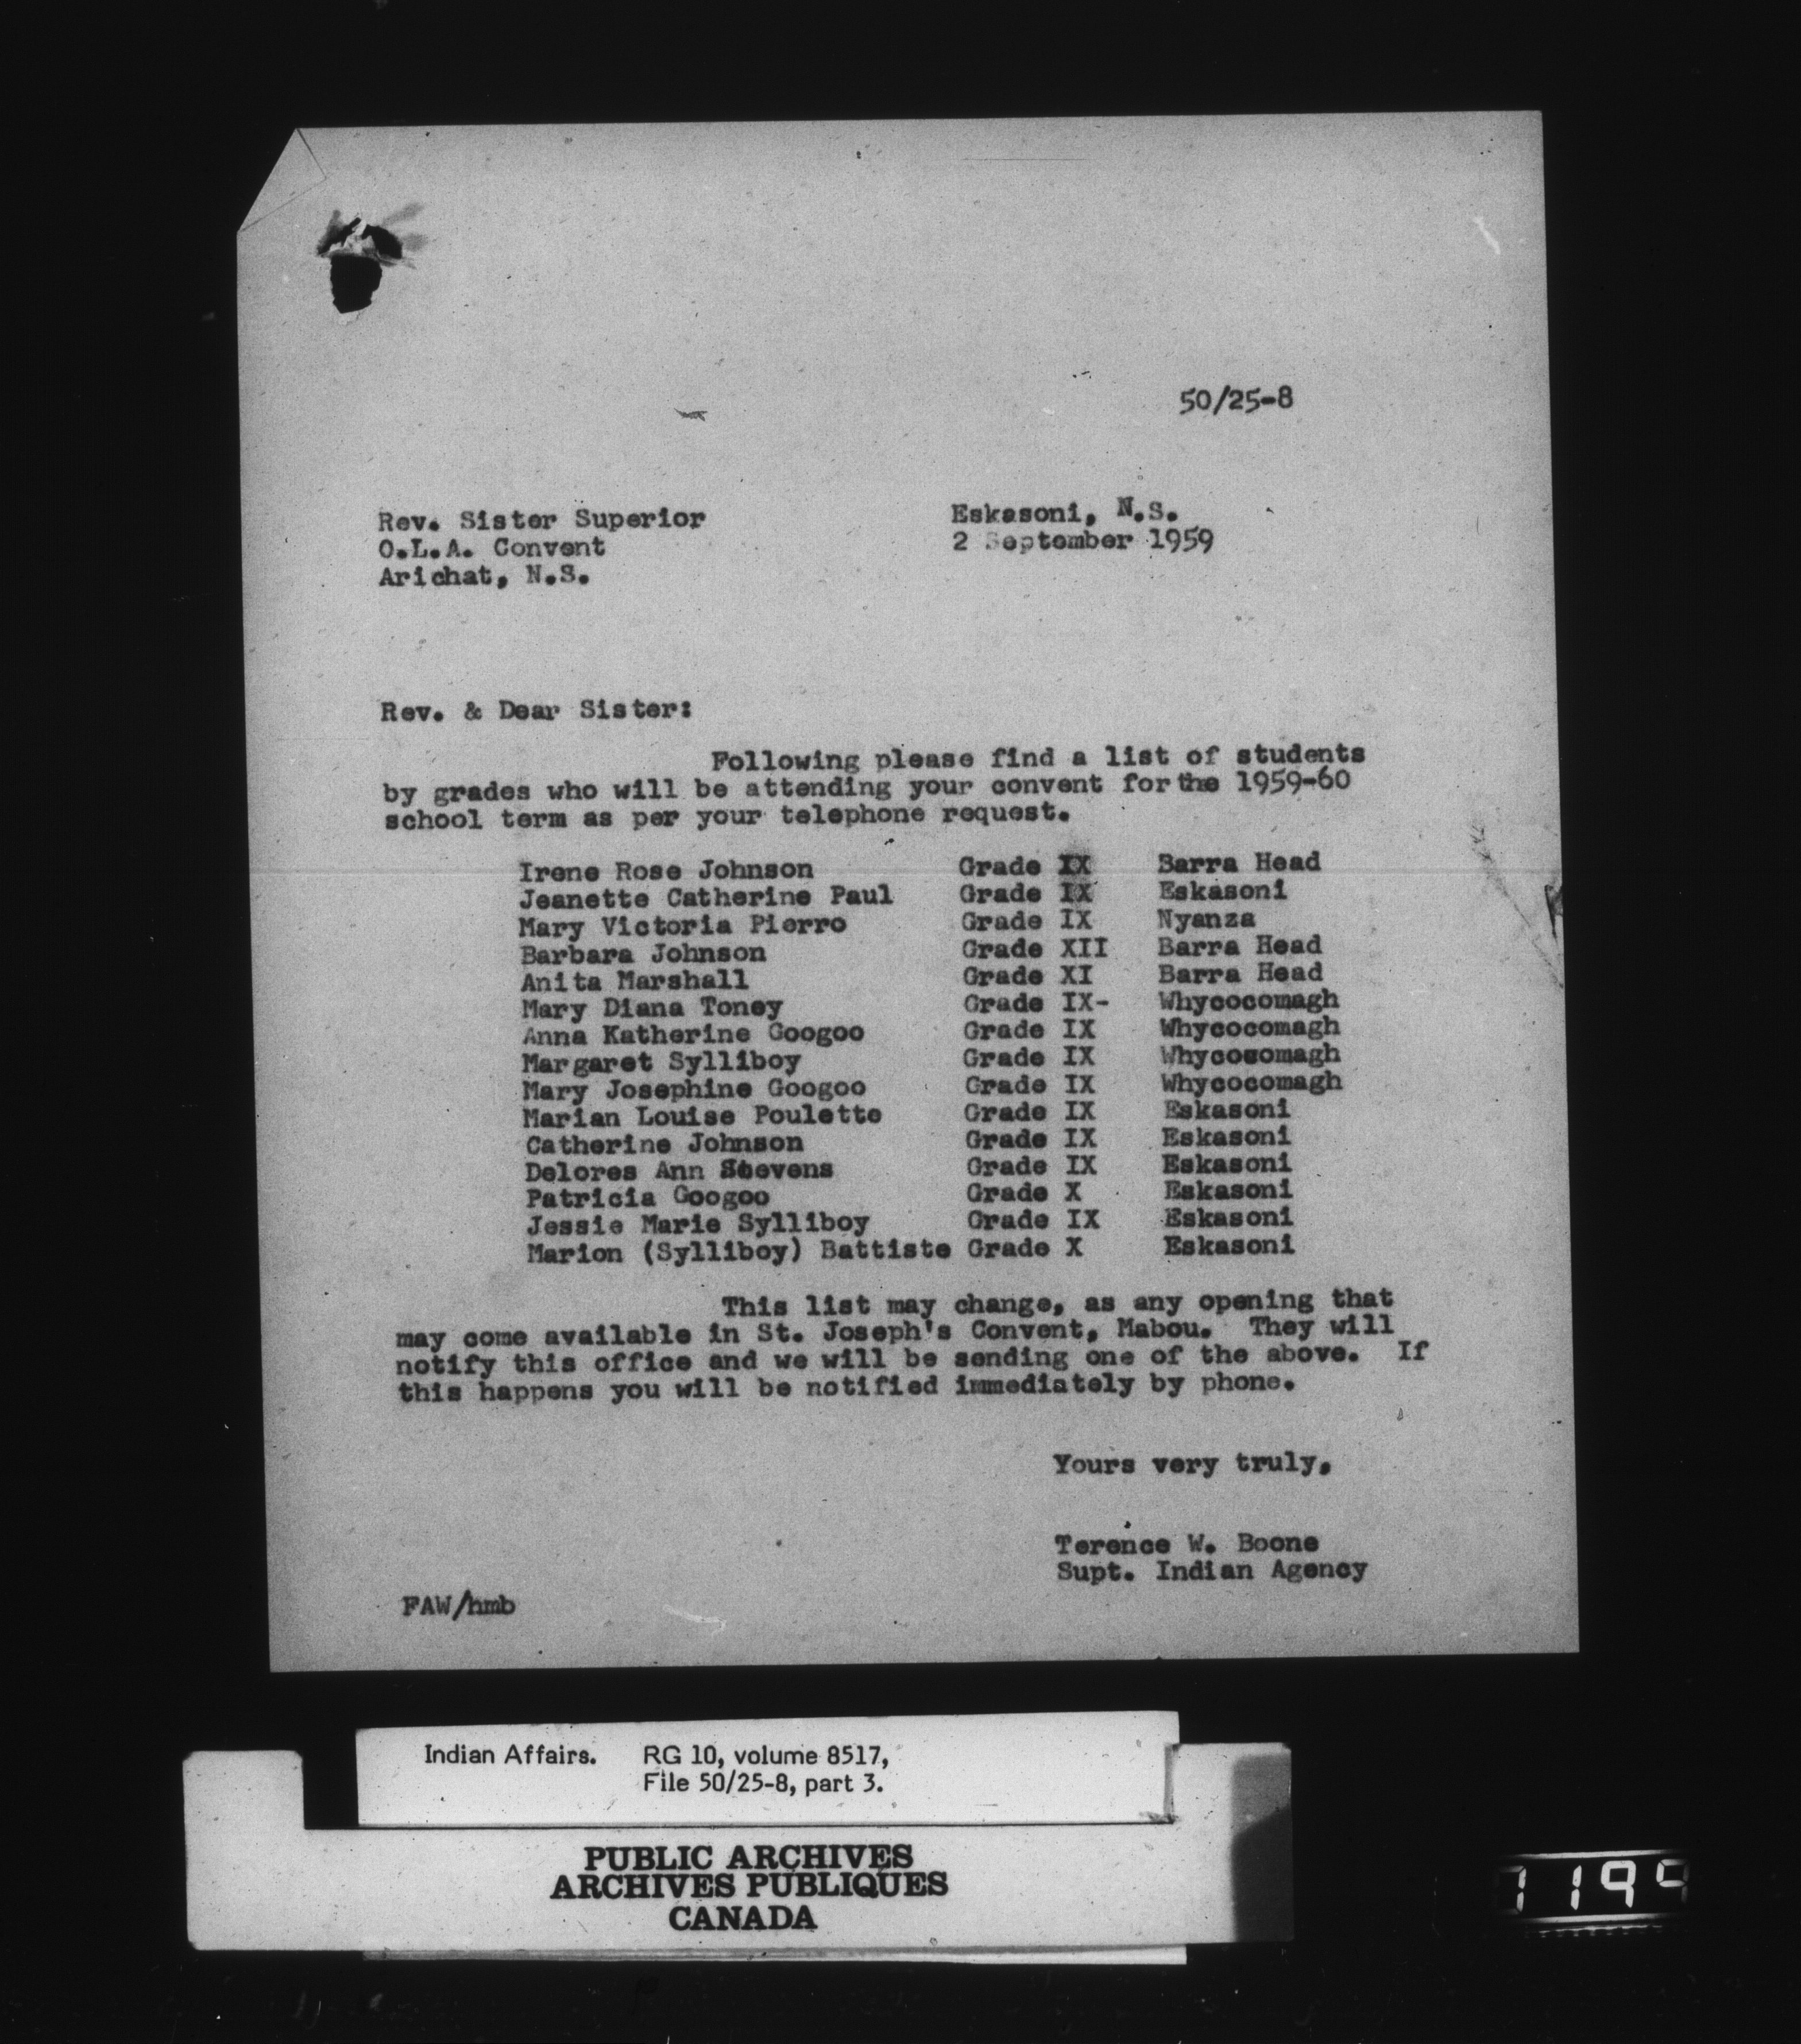 50/25-8
Rev. Sister Superior
O.L.A. Convent
Arichat, N.S.
Eskasoni, N.S.
2 September 1959
Rev. & Dear Sister:
Following please find a list of students
by grades who will be attending your convent for the 1959-60
school term as per your telephone request.
Irene Rose Johnson Grade IX Barra Head
Jeanette Catherine Paul Grade IX Eskasoni
Mary Victoria Pierro Grade IX Nyanza
Barbara Johnson Grade XII Barra Head
Anita Marshall Grade XI Barra Head
Mary Diana Toney Grade IX- Whycocomagh
Anna Katherine Googoo Grade IX Whycocomagh
Margaret Sylliboy Grade IX Whycocomagh
Mary Josephine Googoo Grade IX Whycocomagh
Marian Louise Poulette Grade IX Eskasoni
Catherine Johnson Grade IX Eskasoni
Delores Ann Stevens Grade IX Eskasoni
Patricia Googoo Grade X Eskasoni
Jessie Marie Sylliboy Grade IX Eskasoni
Marion (Sylliboy) Battiste Grade X Eskasoni
This list may change, as any opening that
may come available in St. Joseph's Convent, Mabou. They will
notify this office and we will be sending one of the above. If
this happens you will be notified immediately by phone.
Yours very truly,
Terence W. Boone
Supt. Indian Agency
FAW/hmb
Indian Affairs. RG 10, volume 8517,
File 50/25-8, part 3.
PUBLIC ARCHIVES
ARCHIVES PUBLIQUES
CANADA